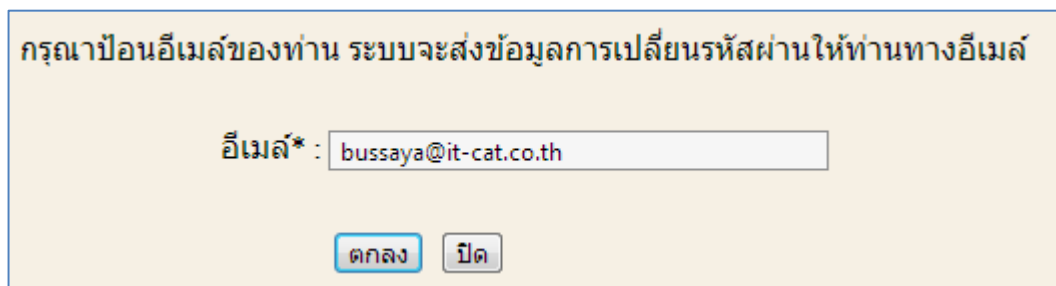 กรุณาป้อนอีเมล์ของท่าน ระบบจะส่งข้อมูลการเปลี่ยนรหัสผ่านให้ท่านทางอีเมล์
อีเมล์* : bussaya@it-cat.co.th
ตกลง ปิด